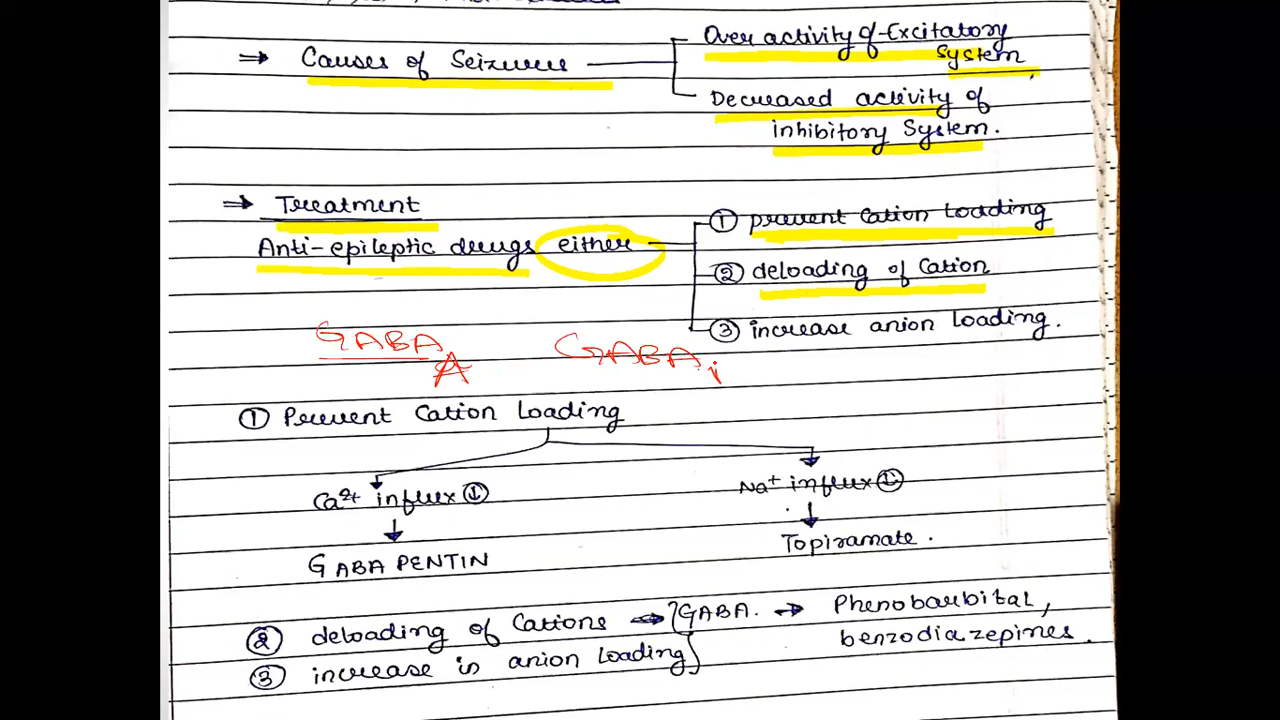 ⇒ Causes of Seizures
Over activity of Excitatory
System,
Decreased activity of
inhibitory System.
⇒ Treatment
Anti-epileptic drugs either
① prevent Cation Loading
② deloading of Cation
③ increase anion loading.
GABA A GABA i
① Prevent Cation Loading
Ca²⁺ influx ↓
Na⁺ influx ↓
GABAPENTIN
Topiramate.
② deloading of Cations → GABA. → Phenobarbital,
benzodiazepines.
③ increase in anion loading